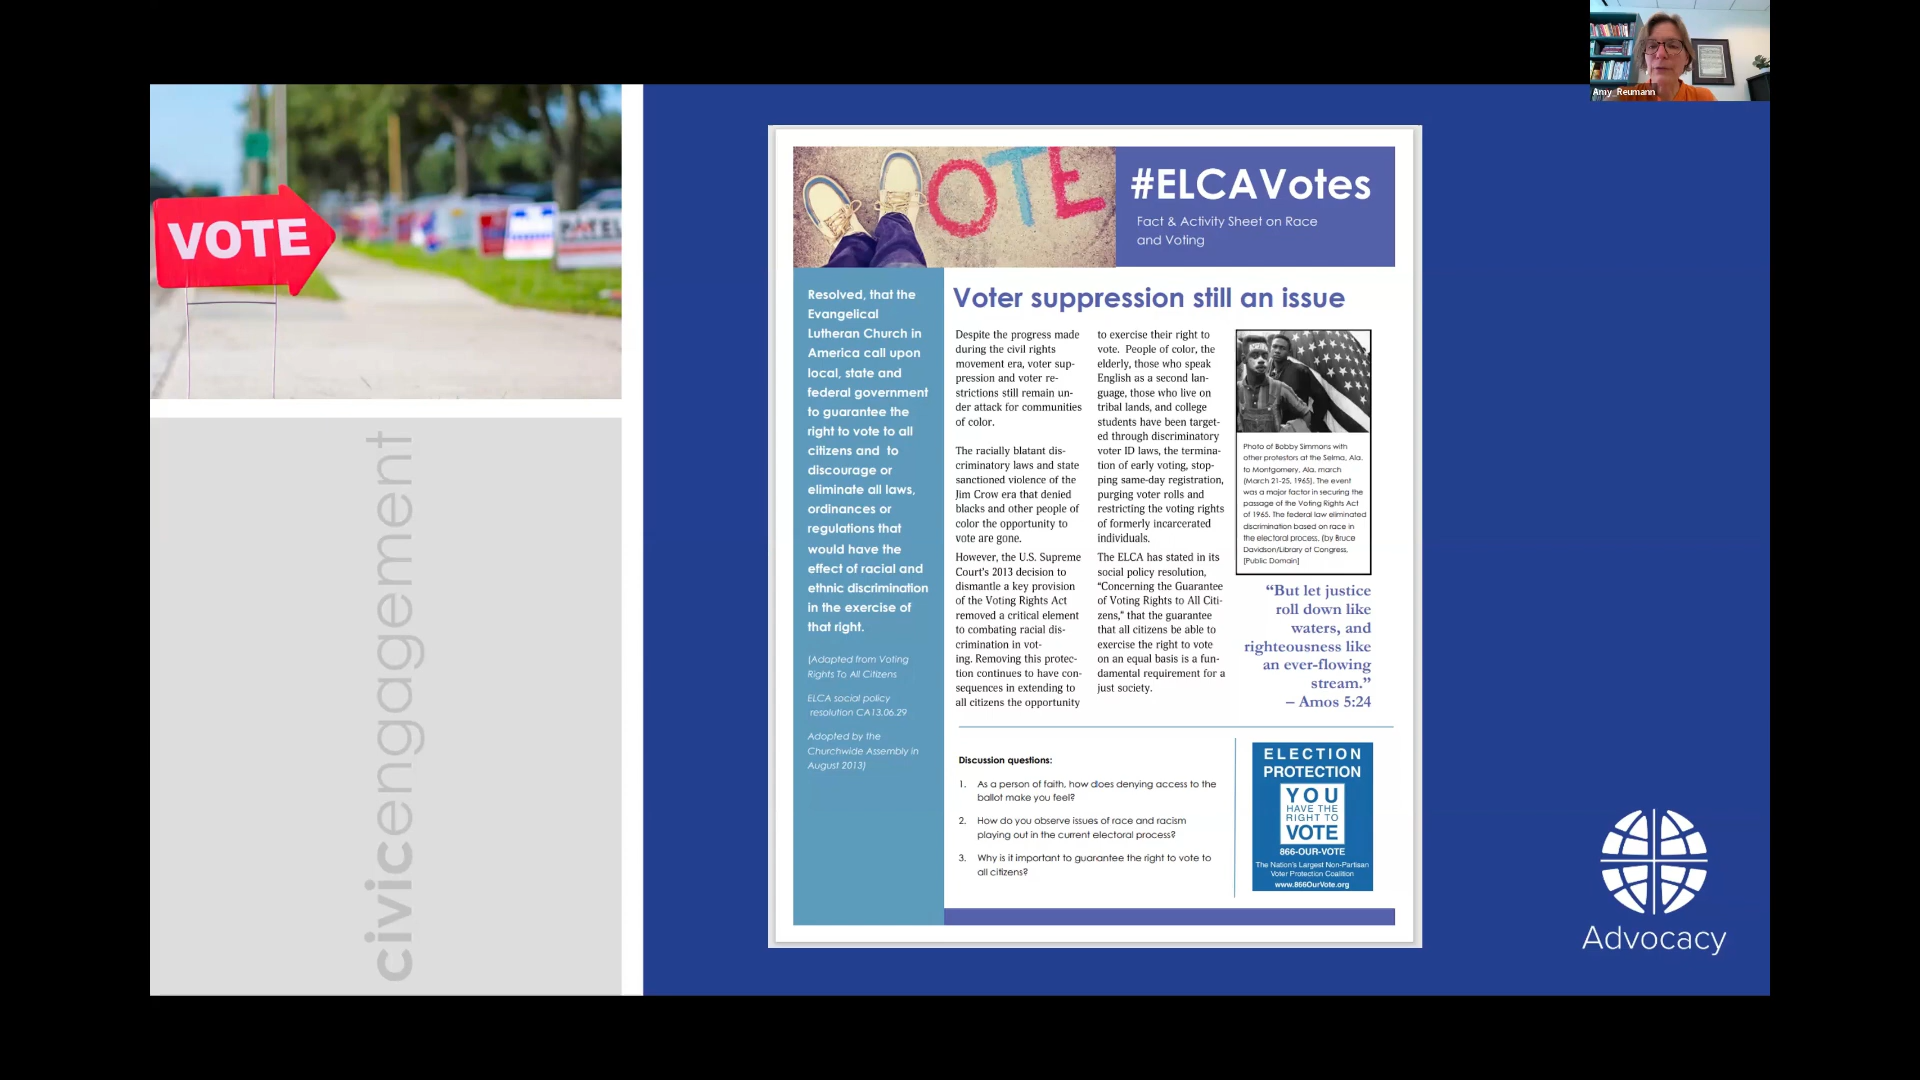 Amy_Reumann
VOTE
civicengagement
OTE
#ELCAVotes
Fact & Activity Sheet on Race
and Voting
Resolved, that the
Evangelical
Lutheran Church in
America call upon
local, state and
federal government
to guarantee the
right to vote to all
citizens and to
discourage or
eliminate all laws,
ordinances or
regulations that
would have the
effect of racial and
ethnic discrimination
in the exercise of
that right.
(Adapted from Voting
Rights To All Citizens
ELCA social policy
resolution CA13.06.29
Adopted by the
Churchwide Assembly in
August 2013)
Voter suppression still an issue
Despite the progress made
during the civil rights
movement era, voter sup-
pression and voter re-
strictions still remain un-
der attack for communities
of color.
The racially blatant dis-
criminatory laws and state
sanctioned violence of the
Jim Crow era that denied
blacks and other people of
color the opportunity to
vote are gone.
However, the U.S. Supreme
Court's 2013 decision to
dismantle a key provision
of the Voting Rights Act
removed a critical element
to combating racial dis-
crimination in vot-
ing. Removing this protec-
tion continues to have con-
sequences in extending to
all citizens the opportunity
to exercise their right to
vote. People of color, the
elderly, those who speak
English as a second lan-
guage, those who live on
tribal lands, and college
students have been target-
ed through discriminatory
voter ID laws, the termina-
tion of early voting, stop-
ping same-day registration,
purging voter rolls and
restricting the voting rights
of formerly incarcerated
individuals.
The ELCA has stated in its
social policy resolution,
“Concerning the Guarantee
of Voting Rights to All Citi-
zens,” that the guarantee
that all citizens be able to
exercise the right to vote
on an equal basis is a fun-
damental requirement for a
just society.
Photo of Bobby Simmons with
other protestors at the Selma, Ala.
to Montgomery, Ala. march
(March 21-25, 1965). The event
was a major factor in securing the
passage of the Voting Rights Act
of 1965. The federal law eliminated
discrimination based on race in
the electoral process. (by Bruce
Davidson/Library of Congress,
[Public Domain]
“But let justice
roll down like
waters, and
righteousness like
an ever-flowing
stream.”
– Amos 5:24
Discussion questions:
1. As a person of faith, how does denying access to the
ballot make you feel?
2. How do you observe issues of race and racism
playing out in the current electoral process?
3. Why is it important to guarantee the right to vote to
all citizens?
ELECTION
PROTECTION
YOU
HAVE THE
RIGHT TO
VOTE
866-OUR-VOTE
The Nation's Largest Non-Partisan
Voter Protection Coalition
www.866OurVote.org
Advocacy